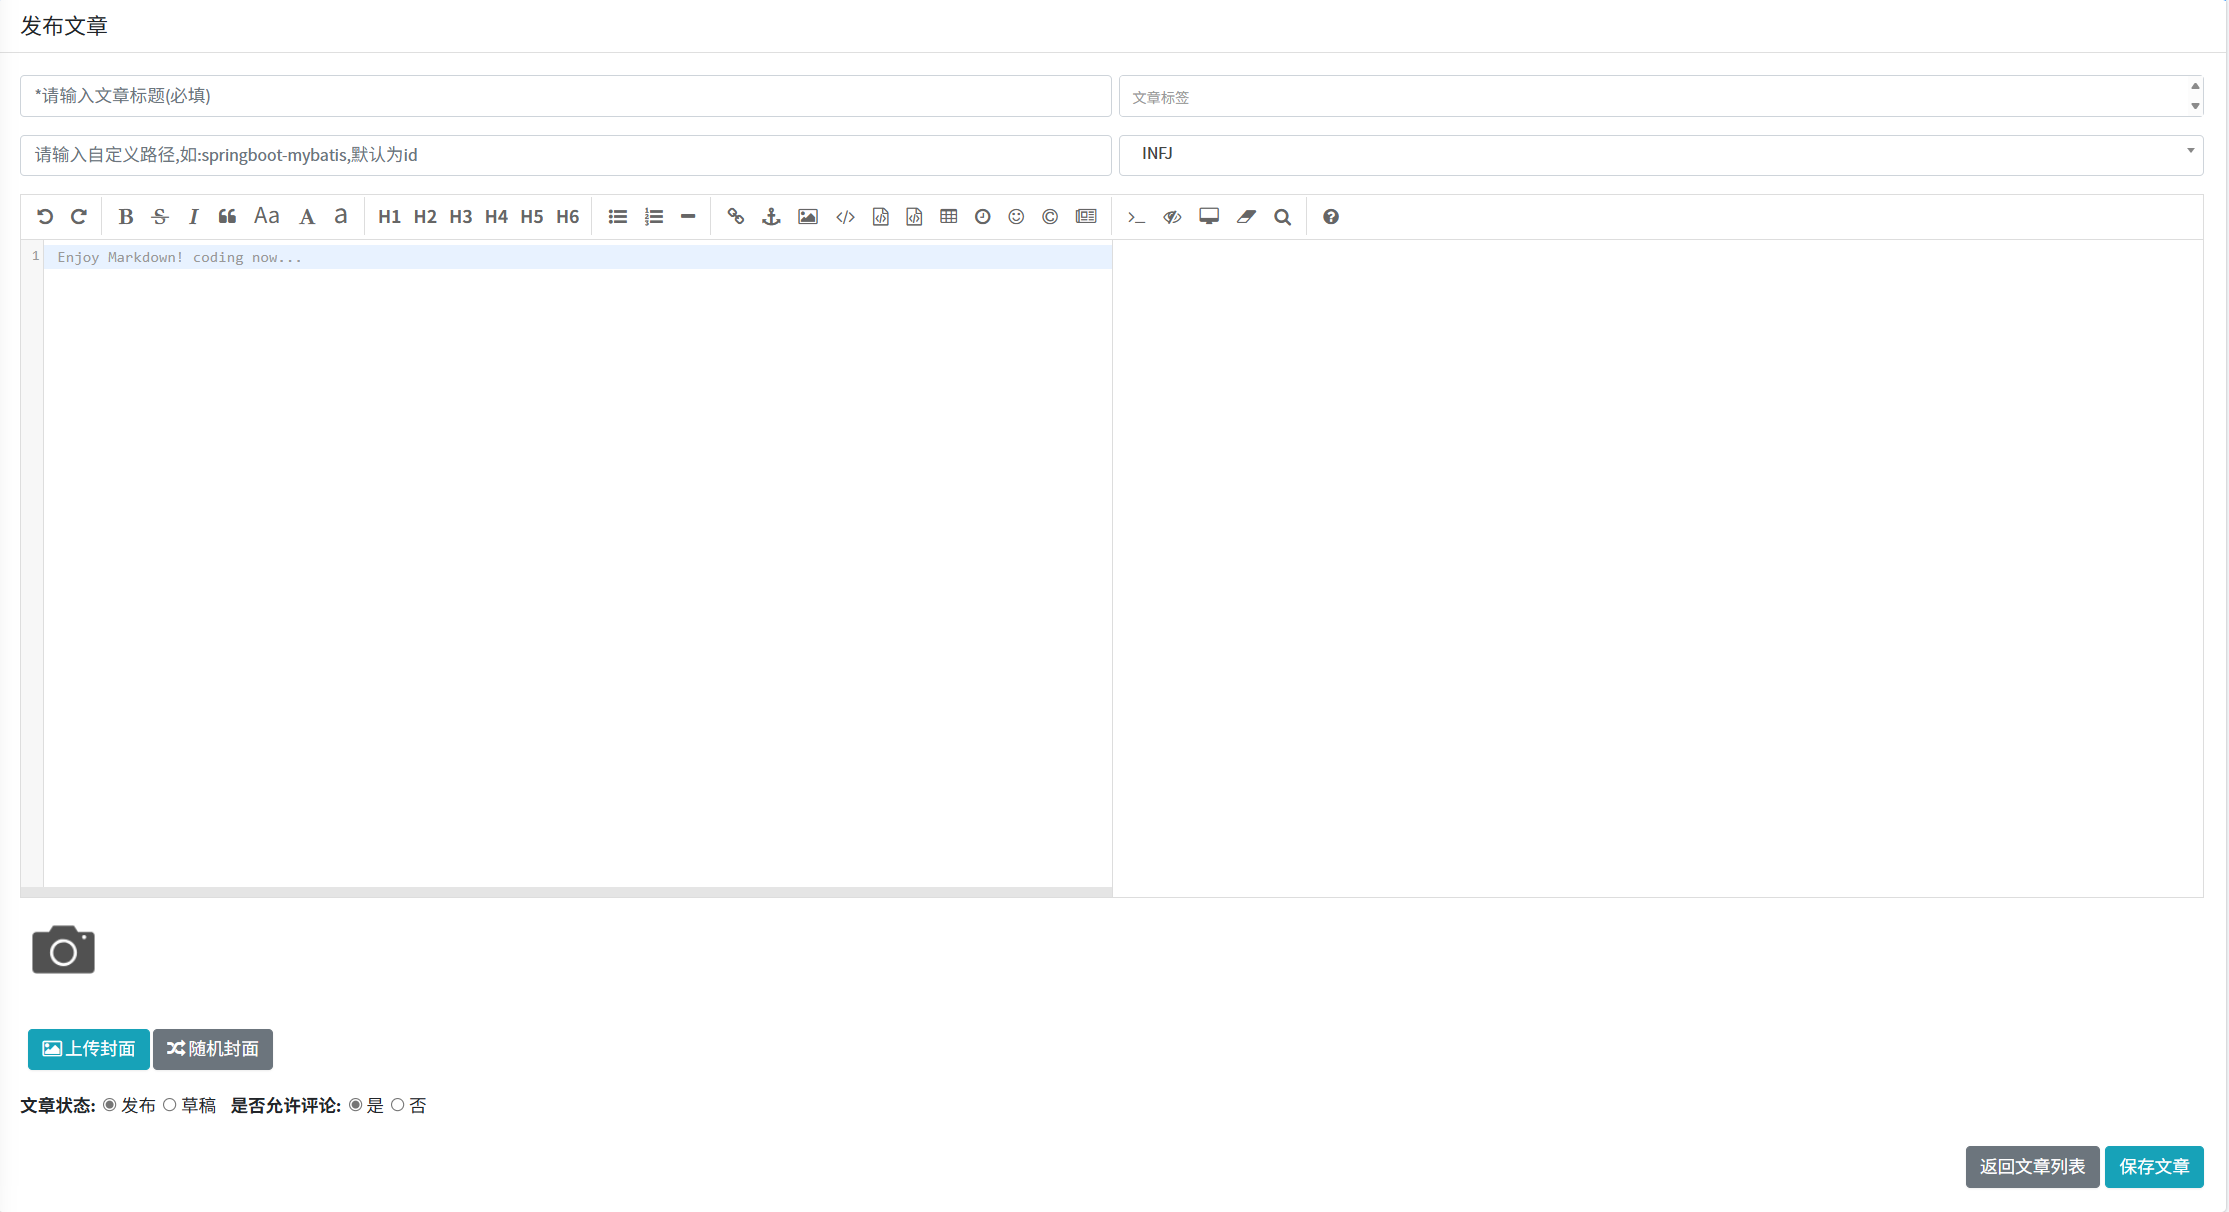 发布文章
*请输入文章标题(必填)
文章标签
请输入自定义路径,如:springboot-mybatis,默认为id
INFJ
B S I Aa A a H1 H2 H3 H4 H5 H6
1 Enjoy Markdown! coding now...
上传封面 随机封面
文章状态: 发布 草稿 是否允许评论: 是 否
返回文章列表 保存文章